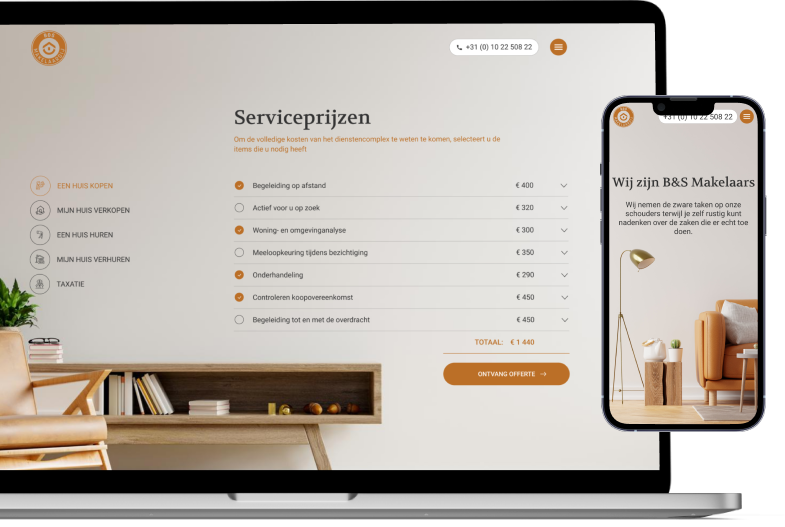 B&S
MAKELAARDIJ
+31 (0) 10 22 508 22
Serviceprijzen
Om de volledige kosten van het dienstencomplex te weten te komen, selecteert u de
items die u nodig heeft
EEN HUIS KOPEN
MIJN HUIS VERKOPEN
EEN HUIS HUREN
MIJN HUIS VERHUREN
TAXATIE
Begeleiding op afstand € 400
Actief voor u op zoek € 320
Woning- en omgevinganalyse € 300
Meeloopkeuring tijdens bezichtiging € 350
Onderhandeling € 290
Controleren koopovereenkomst € 450
Begeleiding tot en met de overdracht € 450
TOTAAL: € 1 440
ONTVANG OFFERTE →
+31 (0) 10 22 508 22
Wij zijn B&S Makelaars
Wij nemen de zware taken op onze
schouders terwijl je zelf rustig kunt
nadenken over de zaken die er echt toe
doen.